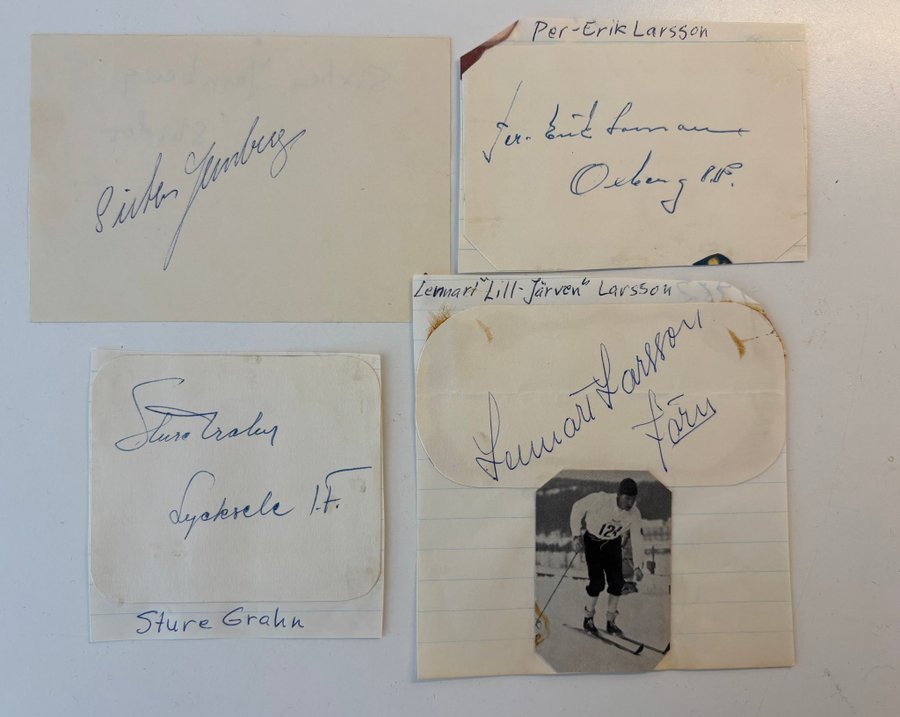 Sixten Jernberg
Per-Erik Larsson
Per-Erik Larsson
Oxberg I.F.
Lennart "Lill-Järven" Larsson
Lennart Larsson
Järv
124
Sture Grahn
Lycksele I.F.
Sture Grahn